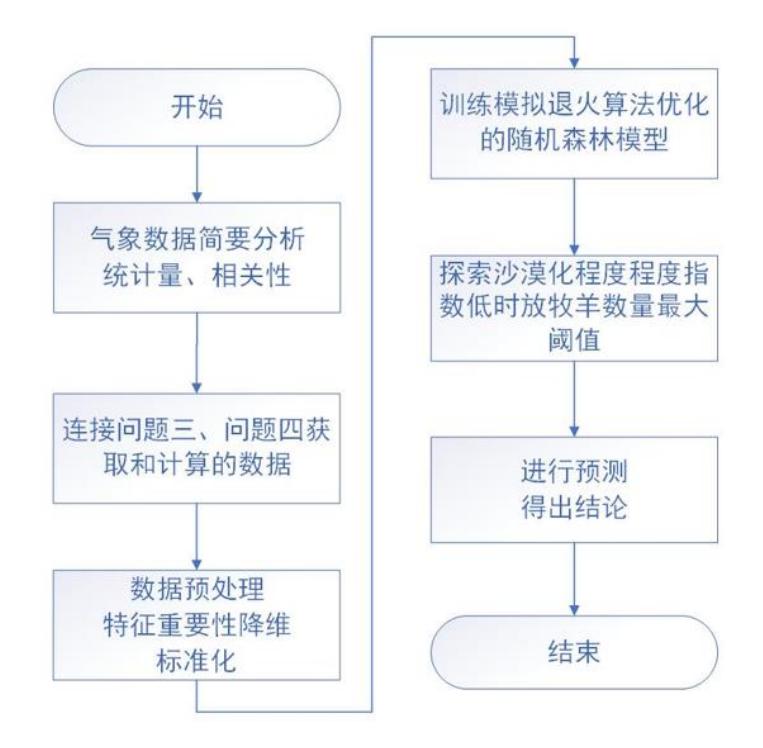 开始
气象数据简要分析
统计量、相关性
连接问题三、问题四获
取和计算的数据
数据预处理
特征重要性降维
标准化
训练模拟退火算法优化
的随机森林模型
探索沙漠化程度程度指
数低时放牧羊数量最大
阈值
进行预测
得出结论
结束